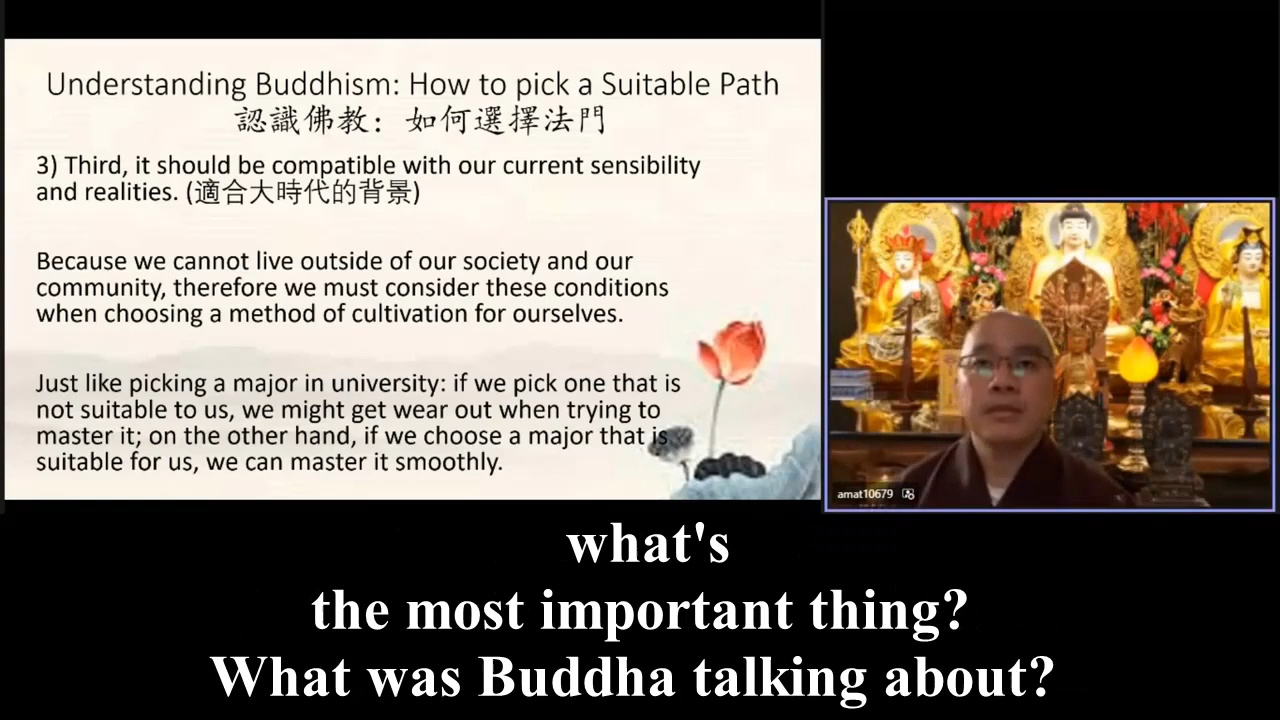 Understanding Buddhism: How to pick a Suitable Path
認識佛教：如何選擇法門
3) Third, it should be compatible with our current sensibility
and realities. (適合大時代的背景)
Because we cannot live outside of our society and our
community, therefore we must consider these conditions
when choosing a method of cultivation for ourselves.
Just like picking a major in university: if we pick one that is
not suitable to us, we might get wear out when trying to
master it; on the other hand, if we choose a major that is
suitable for us, we can master it smoothly.
amat10679
what's
the most important thing?
What was Buddha talking about?